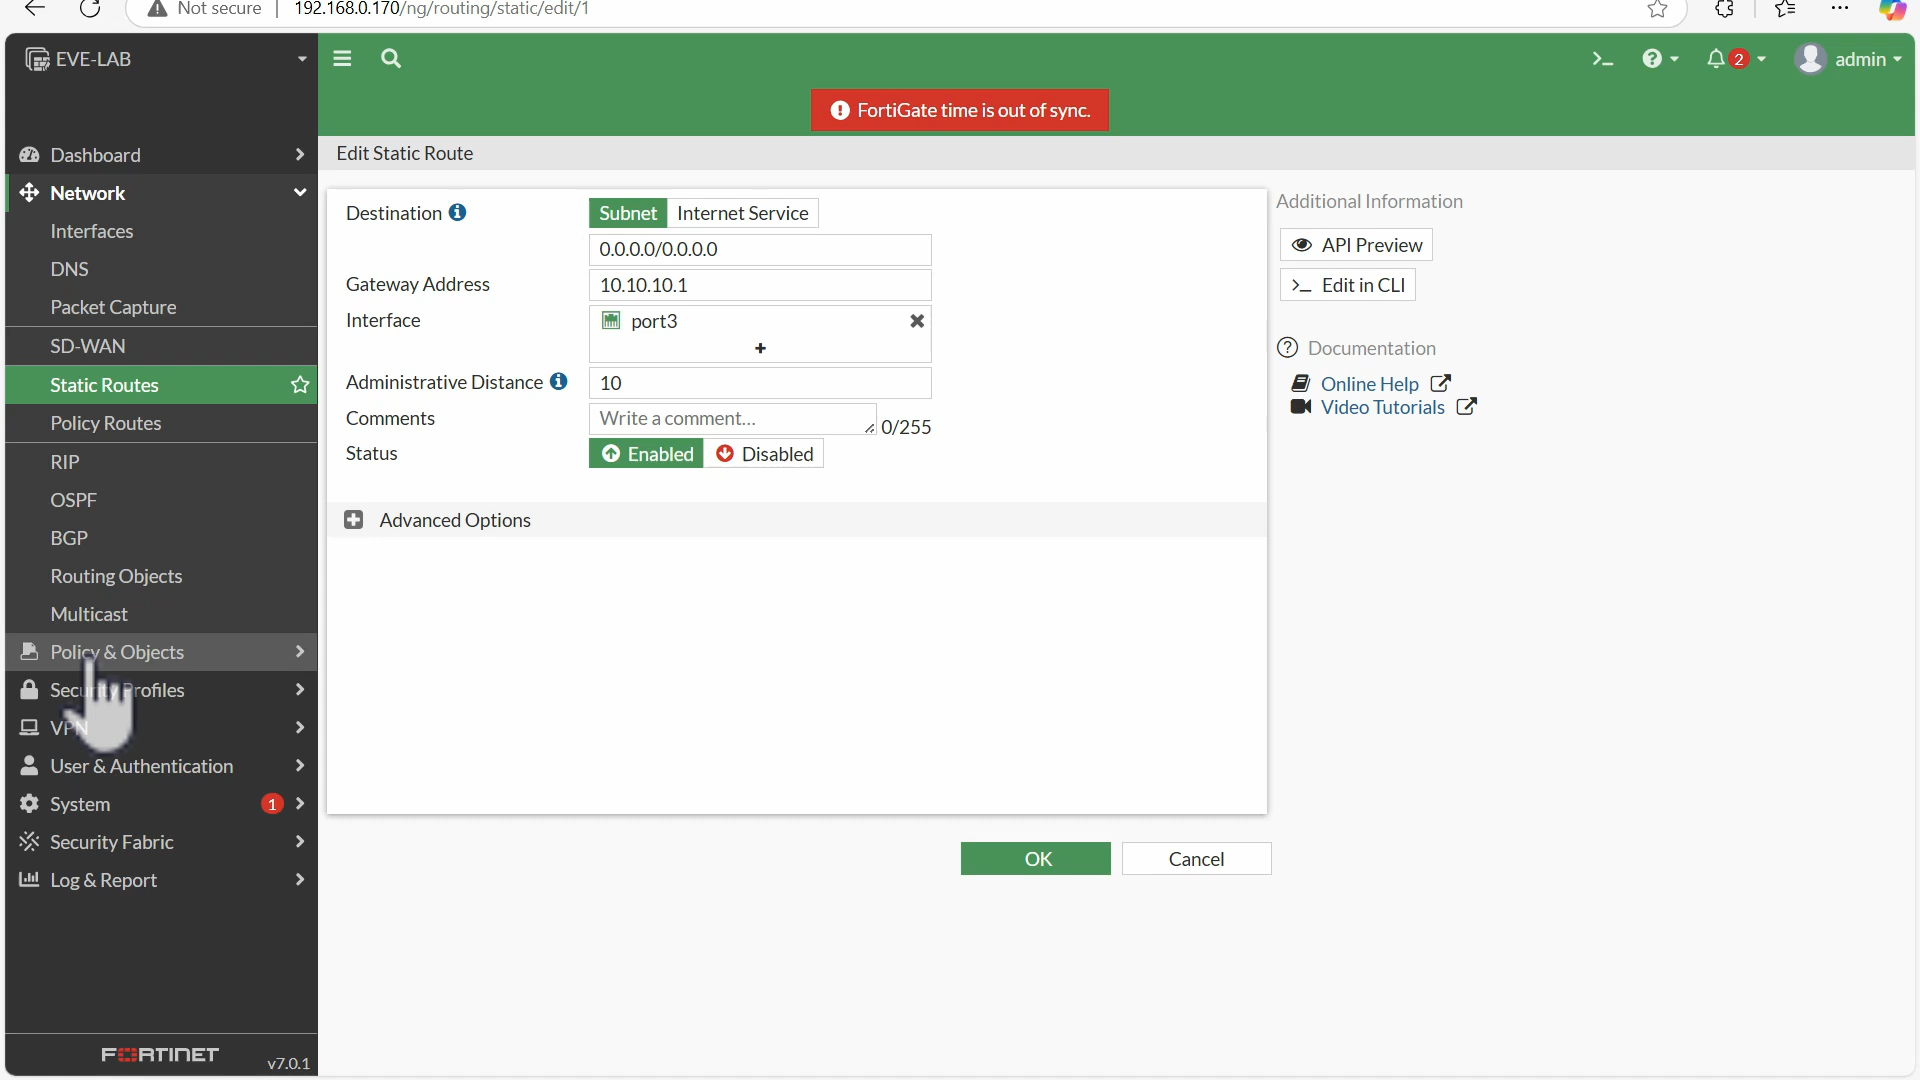 Not secure 192.168.0.170/ng/routing/static/edit/1
EVE-LAB
2 admin
FortiGate time is out of sync.
Dashboard
Network
Interfaces
DNS
Packet Capture
SD-WAN
Static Routes
Policy Routes
RIP
OSPF
BGP
Routing Objects
Multicast
Policy & Objects
Security Profiles
VPN
User & Authentication
System 1
Security Fabric
Log & Report
FORTINET v7.0.1
Edit Static Route
Destination Subnet Internet Service
0.0.0.0/0.0.0.0
Gateway Address 10.10.10.1
Interface port3
+
Administrative Distance 10
Comments Write a comment... 0/255
Status Enabled Disabled
Advanced Options
OK Cancel
Additional Information
API Preview
>_ Edit in CLI
Documentation
Online Help
Video Tutorials